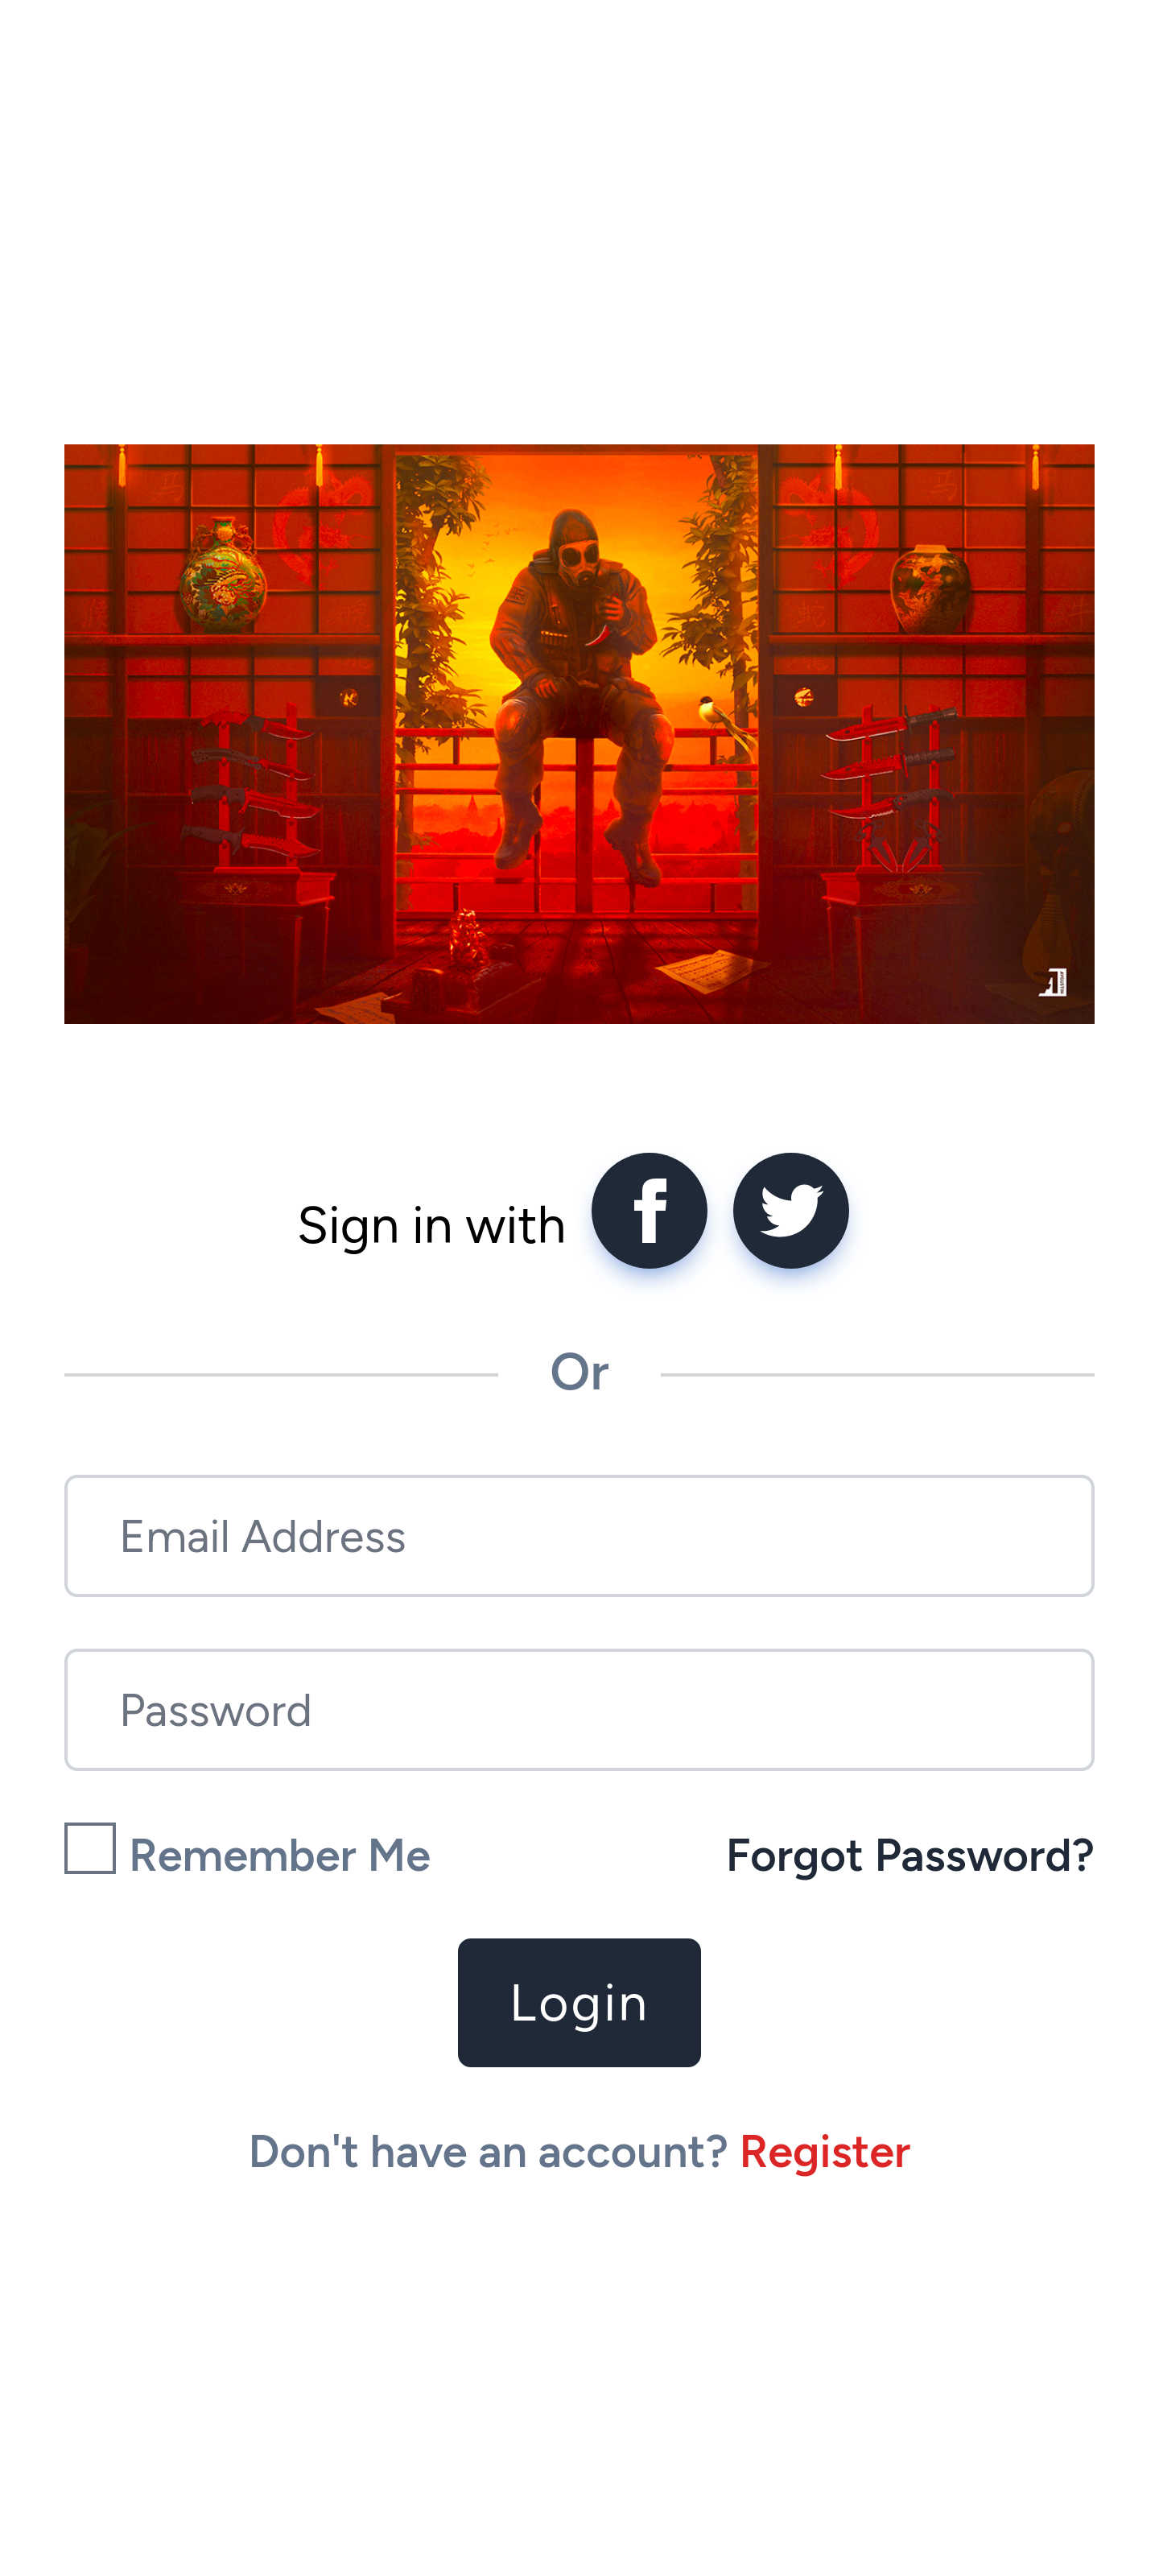 Sign in with
Or
Email Address
Password
Remember Me
Forgot Password?
Login
Don't have an account? Register